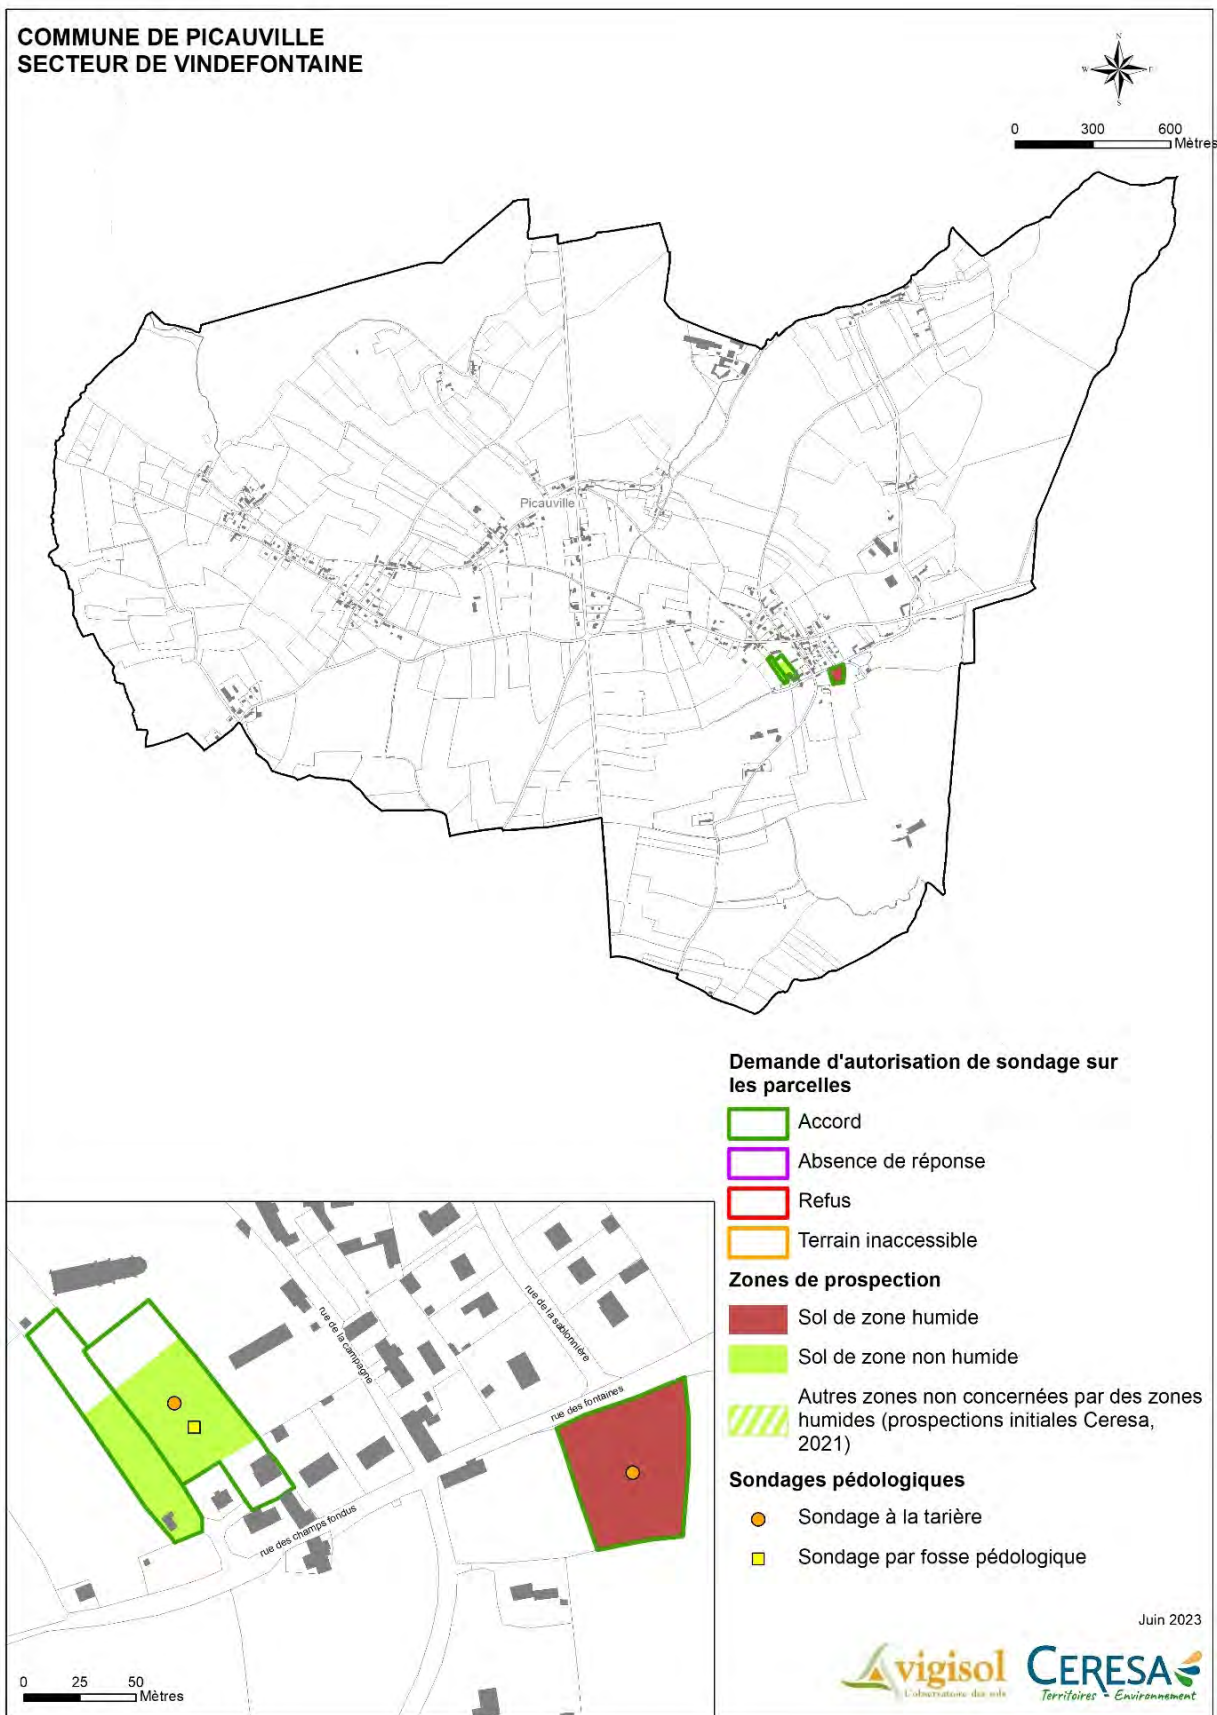 COMMUNE DE PICAUVILLE
SECTEUR DE VINDEFONTAINE
N
W
E
S
0 300 600
Mètres
Picauville
Demande d'autorisation de sondage sur
les parcelles
Accord
Absence de réponse
Refus
Terrain inaccessible
Zones de prospection
Sol de zone humide
Sol de zone non humide
Autres zones non concernées par des zones
humides (prospections initiales Ceresa,
2021)
Sondages pédologiques
Sondage à la tarière
Sondage par fosse pédologique
rue de la campagne
rue de la sablonnière
rue des fontaines
rue des champs fondus
0 25 50
Mètres
Juin 2023
vigisol
L'observatoire des sols
CERESA
Territoires - Environnement